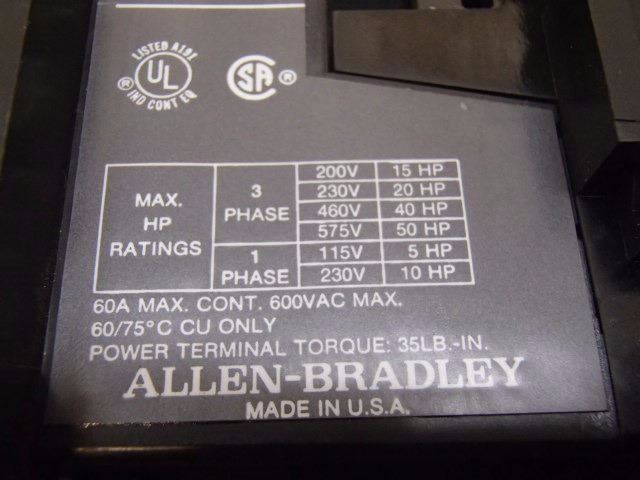 LISTED A191
UL ®
IND CONT EQ
SA ®
MAX. HP RATINGS
3 PHASE
200V 15 HP
230V 20 HP
460V 40 HP
575V 50 HP
1 PHASE
115V 5 HP
230V 10 HP
60A MAX. CONT. 600VAC MAX.
60/75°C CU ONLY
POWER TERMINAL TORQUE: 35LB.-IN.
ALLEN-BRADLEY
MADE IN U.S.A.